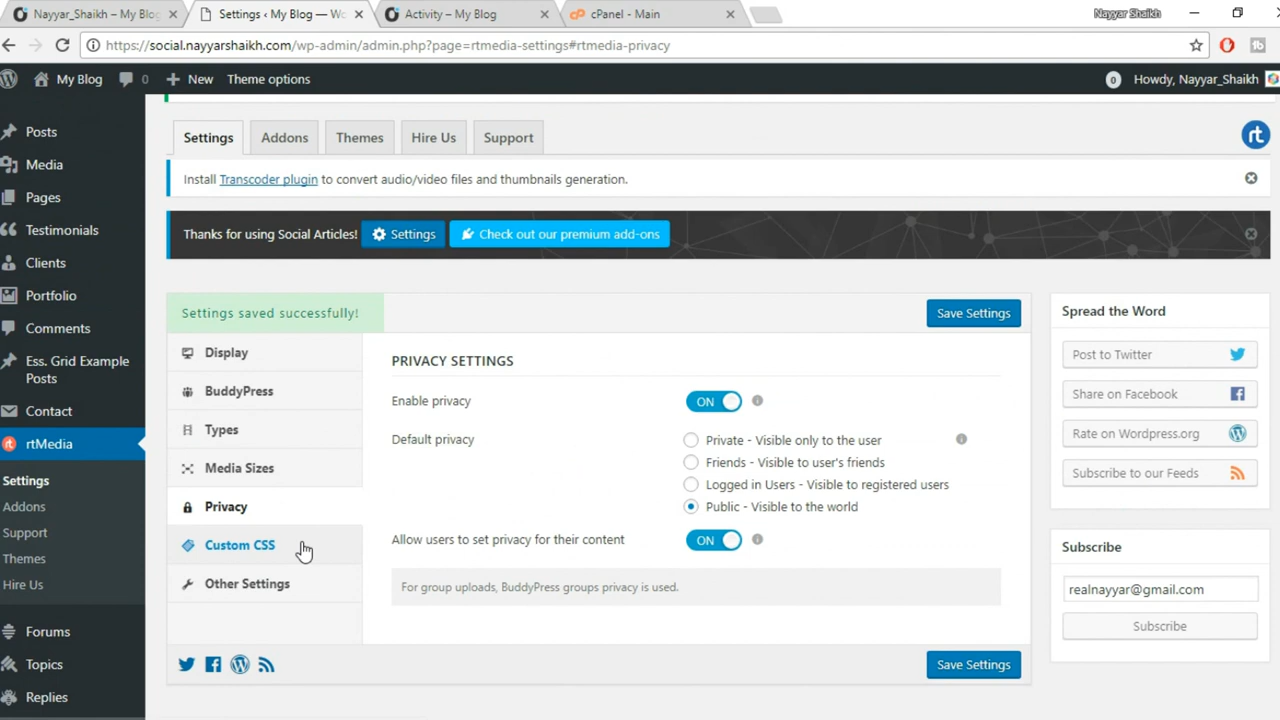 Nayyar_Shaikh – My Blog
Settings ‹ My Blog — Wo
Activity – My Blog
cPanel - Main
Nayyar Shaikh
https://social.nayyarshaikh.com/wp-admin/admin.php?page=rtmedia-settings#rtmedia-privacy
My Blog
0
New
Theme options
0
Howdy, Nayyar_Shaikh
Posts
Media
Pages
Testimonials
Clients
Portfolio
Comments
Ess. Grid Example
Posts
Contact
rtMedia
Settings
Addons
Support
Themes
Hire Us
Forums
Topics
Replies
Settings
Addons
Themes
Hire Us
Support
rt
Install Transcoder plugin to convert audio/video files and thumbnails generation.
Thanks for using Social Articles!
Settings
Check out our premium add-ons
Settings saved successfully!
Save Settings
Display
BuddyPress
Types
Media Sizes
Privacy
Custom CSS
Other Settings
PRIVACY SETTINGS
Enable privacy
ON
Default privacy
Private - Visible only to the user
Friends - Visible to user's friends
Logged in Users - Visible to registered users
Public - Visible to the world
Allow users to set privacy for their content
ON
For group uploads, BuddyPress groups privacy is used.
Save Settings
Spread the Word
Post to Twitter
Share on Facebook
Rate on Wordpress.org
Subscribe to our Feeds
Subscribe
realnayyar@gmail.com
Subscribe